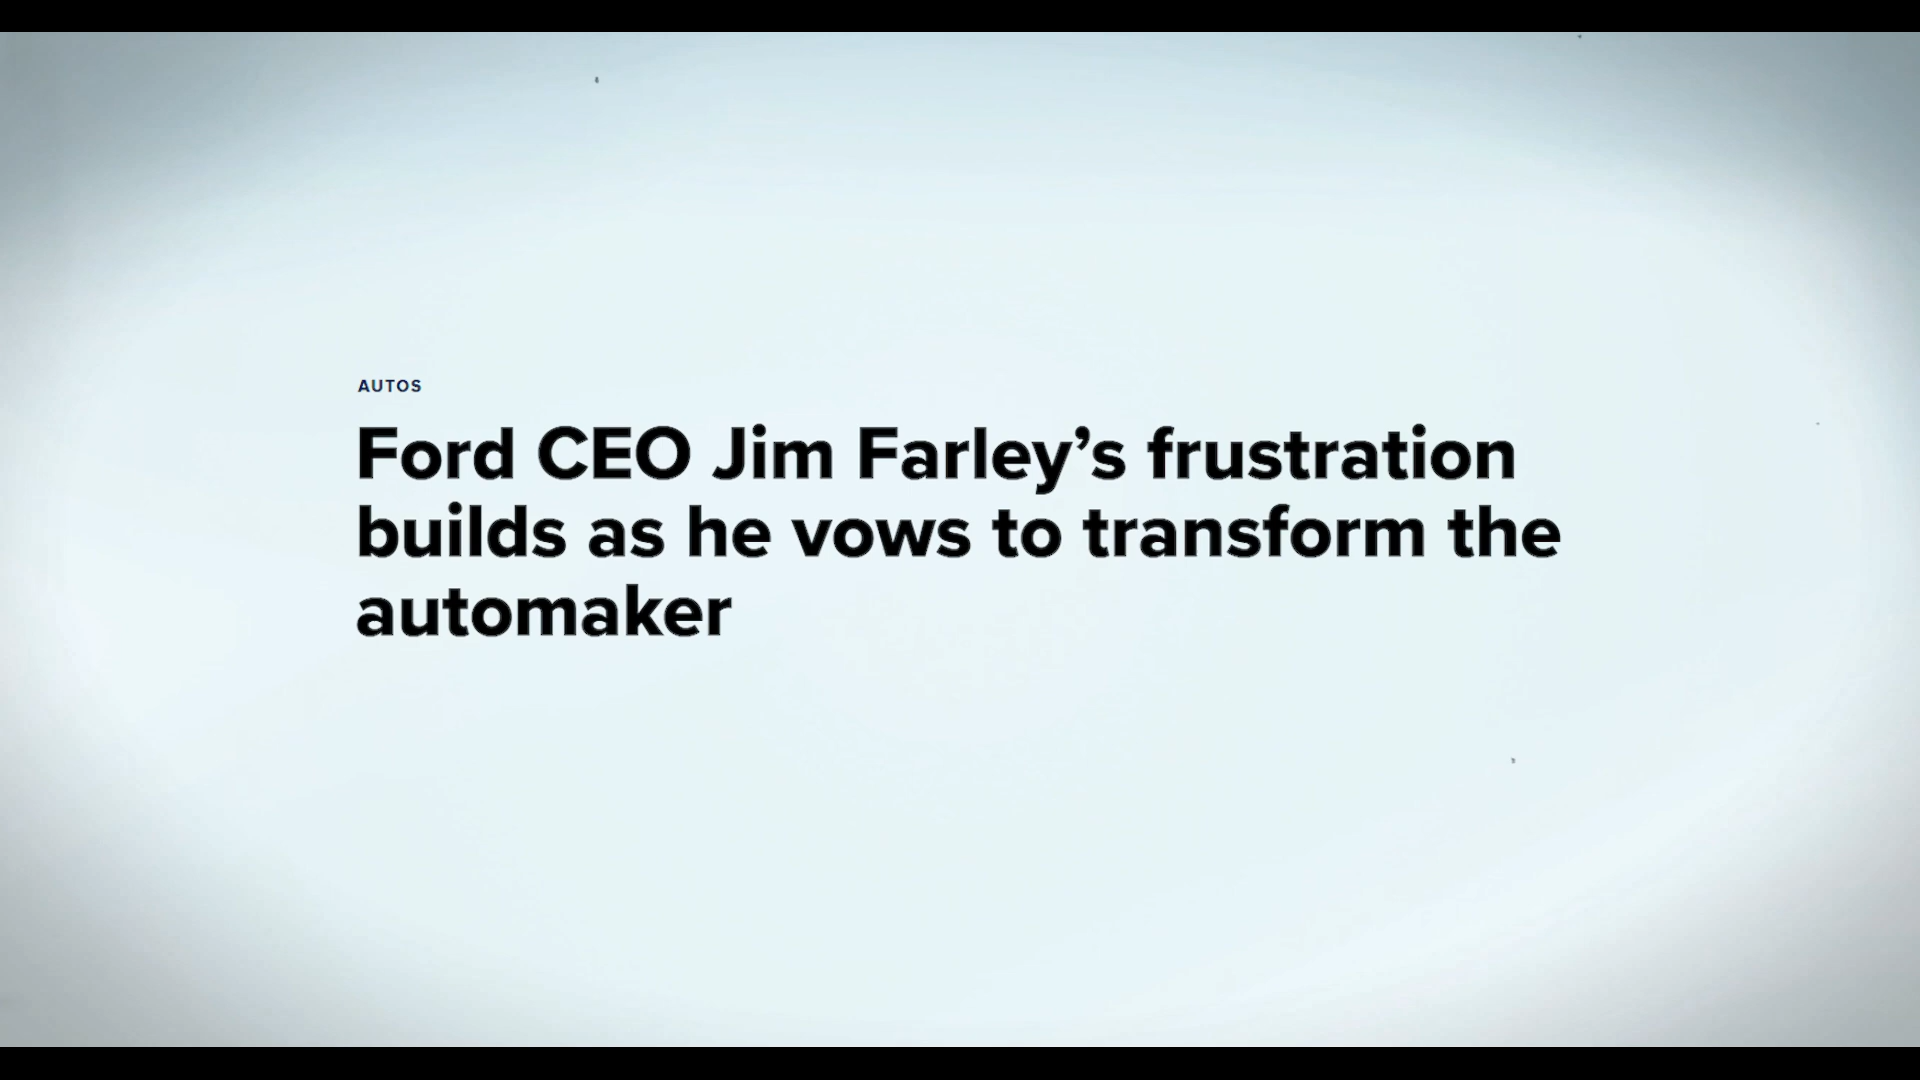 AUTOS
Ford CEO Jim Farley’s frustration
builds as he vows to transform the
automaker